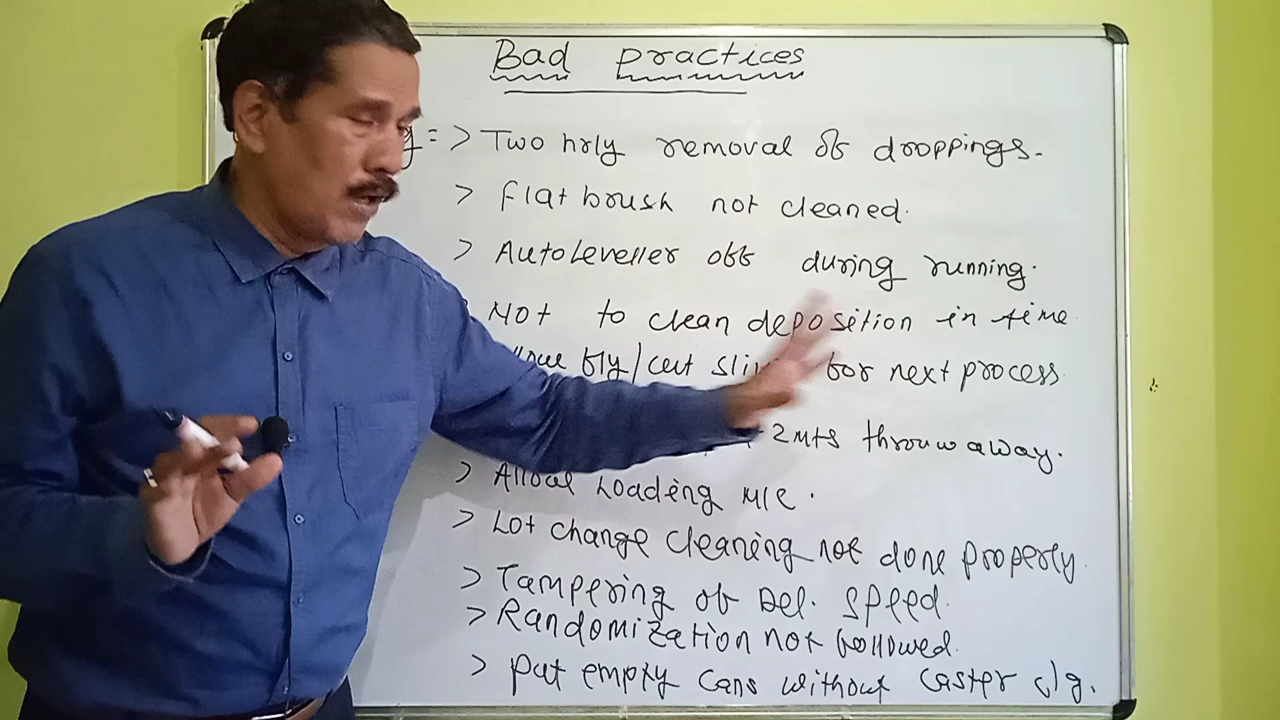 Bad practices
g = > Two hrly removal of droppings.
> Flat brush not cleaned.
> Autoleveller off during running.
Not to clean deposition in time
fly/cut for next process
2 mts throw away.
> Allow Loading M/C.
> Lot change cleaning not done properly.
> Tampering of Del. speed.
> Randomization not followed.
> put empty cans without caster c/g.